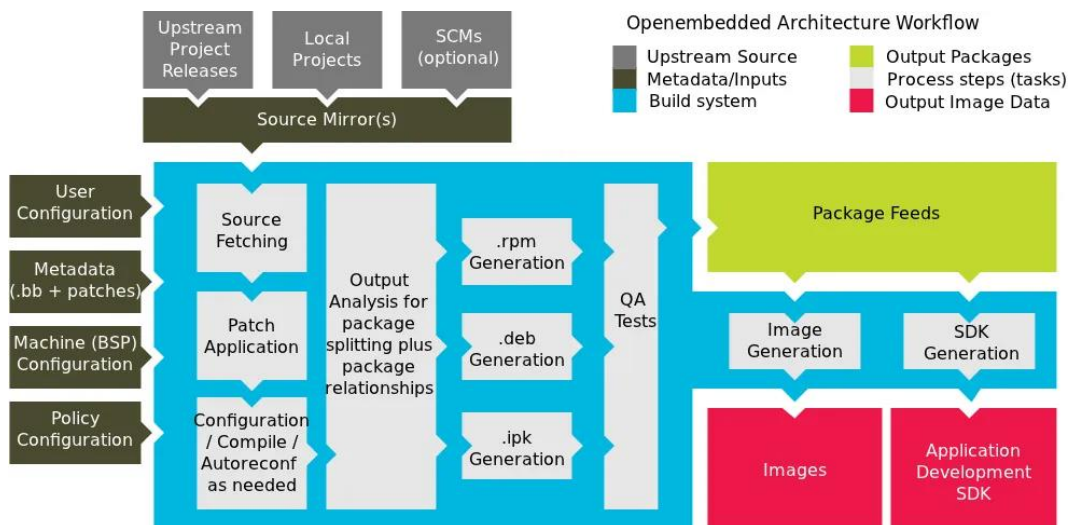 Openembedded Architecture Workflow
Upstream Source
Metadata/Inputs
Build system
Output Packages
Process steps (tasks)
Output Image Data
Upstream
Project
Releases
Local
Projects
SCMs
(optional)
Source Mirror(s)
User
Configuration
Metadata
(.bb + patches)
Machine (BSP)
Configuration
Policy
Configuration
Source
Fetching
Patch
Application
Configuration
/ Compile /
Autoreconf
as needed
Output
Analysis for
package
splitting plus
package
relationships
.rpm
Generation
.deb
Generation
.ipk
Generation
QA
Tests
Package Feeds
Image
Generation
SDK
Generation
Images
Application
Development
SDK